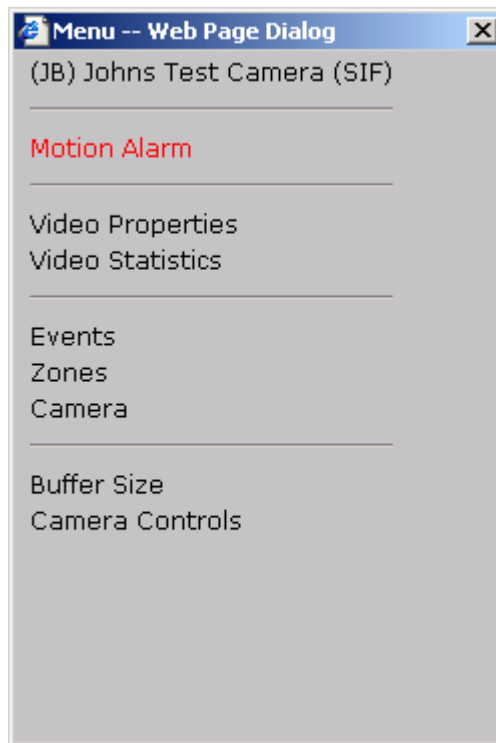 Menu -- Web Page Dialog
(JB) Johns Test Camera (SIF)
Motion Alarm
Video Properties
Video Statistics
Events
Zones
Camera
Buffer Size
Camera Controls